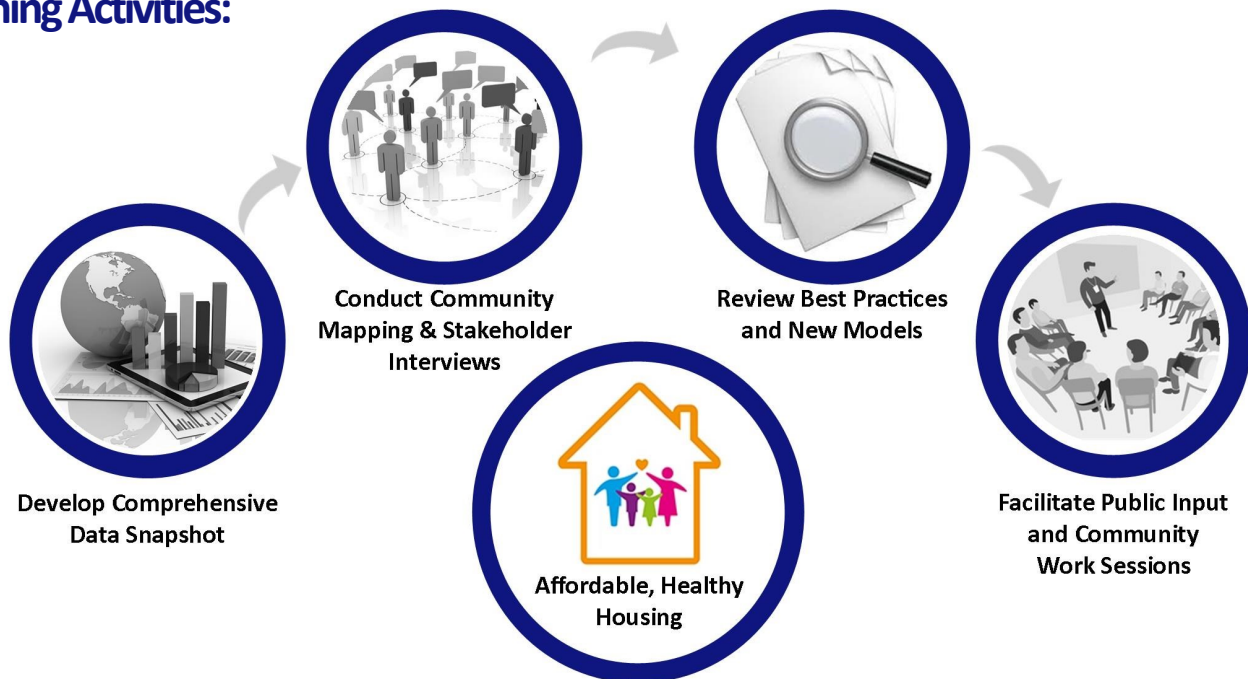 Activities:
Conduct Community
Mapping & Stakeholder
Interviews
Review Best Practices
and New Models
Develop Comprehensive
Data Snapshot
Facilitate Public Input
and Community
Work Sessions
Affordable, Healthy
Housing